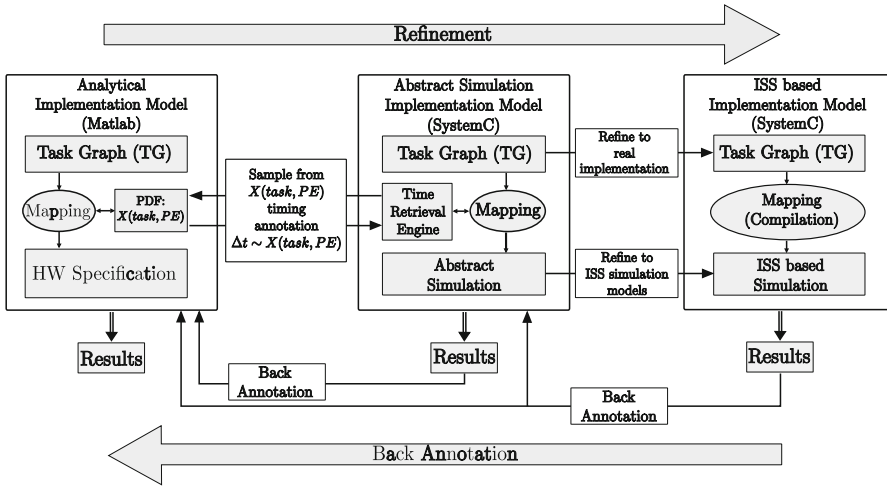 Refinement
Analytical
Implementation Model
(Matlab)
Task Graph (TG)
Mapping
PDF:
X(task, PE)
HW Specification
Results
Sample from
X(task, PE)
timing
annotation
Δt ∼ X(task, PE)
Abstract Simulation
Implementation Model
(SystemC)
Task Graph (TG)
Time
Retrieval
Engine
Mapping
Abstract
Simulation
Results
Refine to
real
implementation
Refine to
ISS simulation
models
ISS based
Implementation Model
(SystemC)
Task Graph (TG)
Mapping
(Compilation)
ISS based
Simulation
Results
Back
Annotation
Back
Annotation
Back Annotation